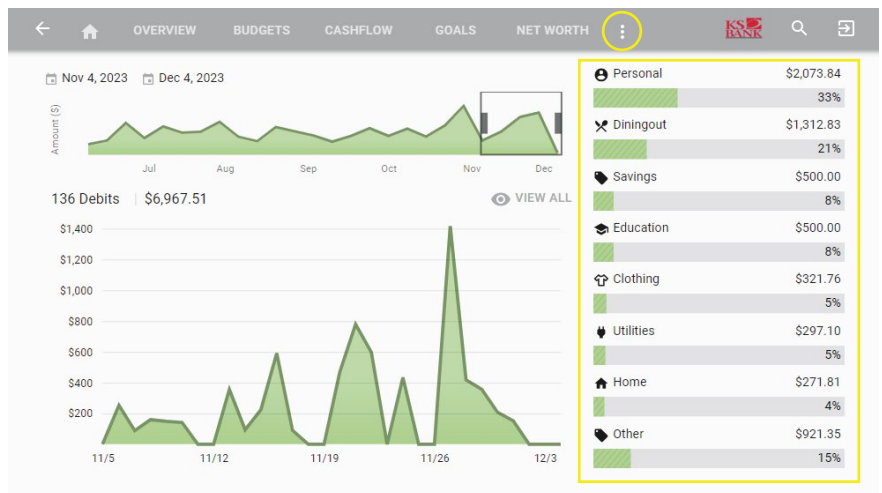 OVERVIEW BUDGETS CASHFLOW GOALS NET WORTH
KS
BANK
Nov 4, 2023 Dec 4, 2023
Amount ($)
Jul Aug Sep Oct Nov Dec
136 Debits $6,967.51 VIEW ALL
$1,400
$1,200
$1,000
$800
$600
$400
$200
11/5 11/12 11/19 11/26 12/3
Personal $2,073.84
33%
Diningout $1,312.83
21%
Savings $500.00
8%
Education $500.00
8%
Clothing $321.76
5%
Utilities $297.10
5%
Home $271.81
4%
Other $921.35
15%